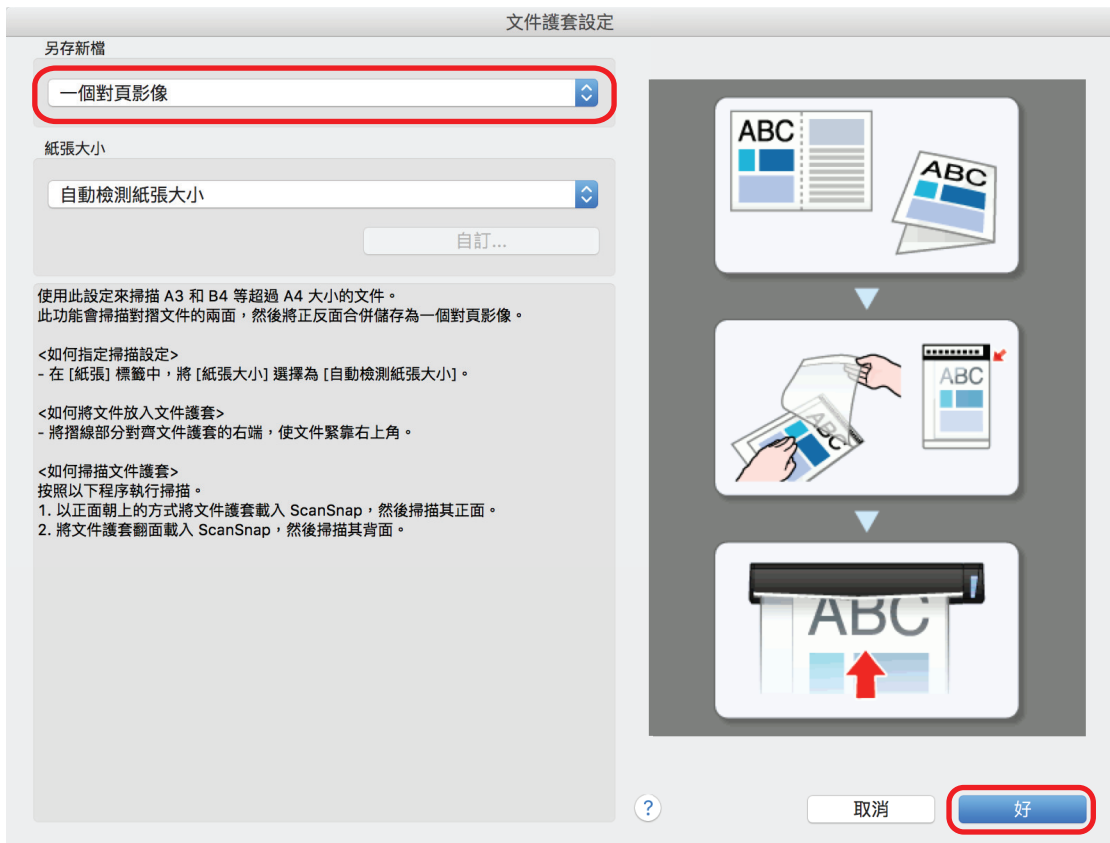 文件護套設定
另存新檔
一個對頁影像
紙張大小
自動檢測紙張大小
自訂...
使用此設定來掃描 A3 和 B4 等超過 A4 大小的文件。
此功能會掃描對摺文件的兩面，然後將正反面合併儲存為一個對頁影像。
<如何指定掃描設定>
- 在 [紙張] 標籤中，將 [紙張大小] 選擇為 [自動檢測紙張大小]。
<如何將文件放入文件護套>
- 將摺線部分對齊文件護套的右端，使文件緊靠右上角。
<如何掃描文件護套>
按照以下程序執行掃描。
1. 以正面朝上的方式將文件護套載入 ScanSnap，然後掃描其正面。
2. 將文件護套翻面載入 ScanSnap，然後掃描其背面。
ABC
ABC
ABC
ABC
ABC
?
取消
好